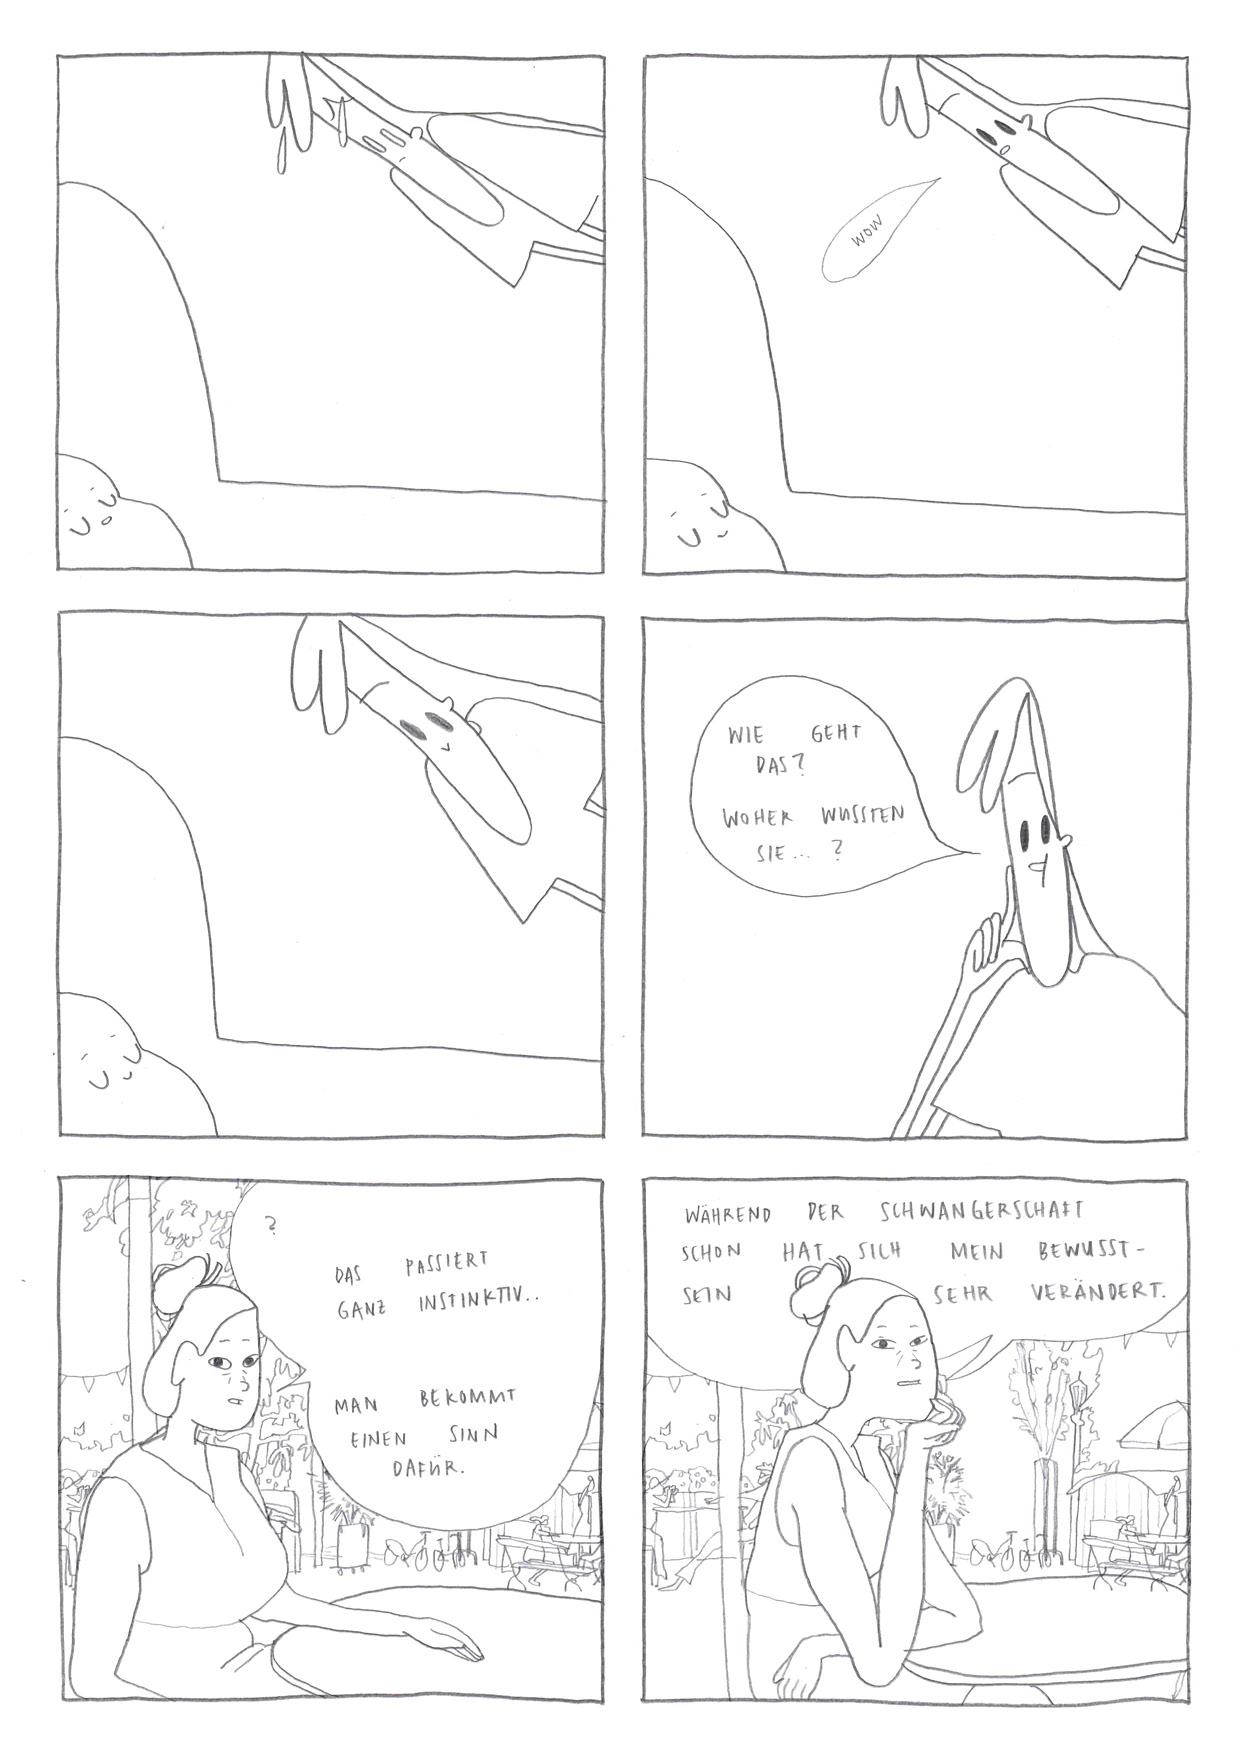 WOW
WIE GEHT
DAS?
WOHER WUSSTEN
SIE... ?
?
DAS PASSIERT
GANZ INSTINKTIV..
MAN BEKOMMT
EINEN SINN
DAFÜR.
WÄHREND DER SCHWANGERSCHAFT
SCHON HAT SICH MEIN BEWUSST-
SEIN SEHR VERÄNDERT.